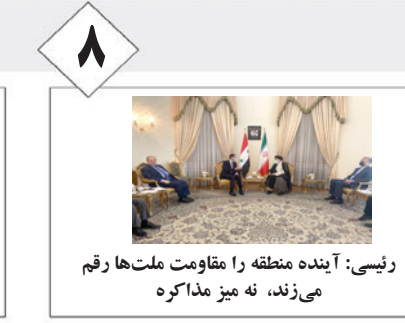 ۸
رئیسی: آینده منطقه را مقاومت ملت‌ها رقم
می‌زند، نه میز مذاکره